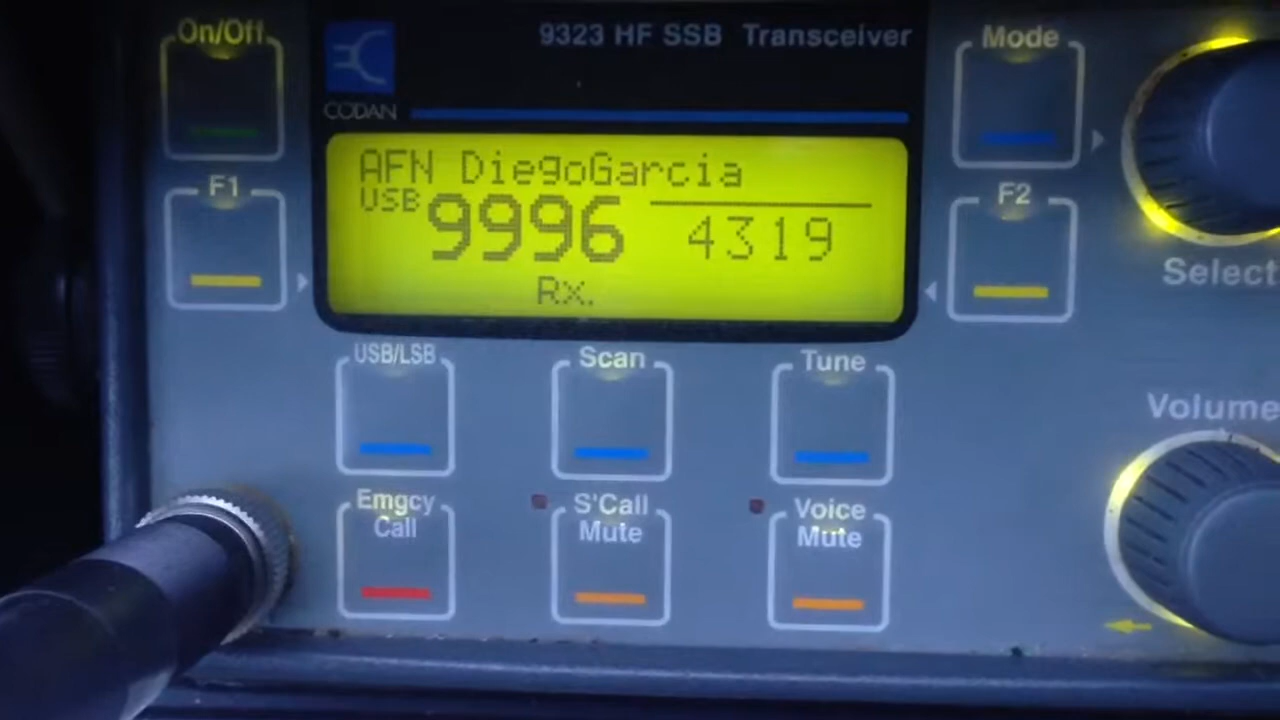 On/Off
CODAN
9323 HF SSB Transceiver
Mode
AFN DiegoGarcia
USB 9996 4319
Rx.
F1
F2
Select
USB/LSB
Scan
Tune
Volume
Emgcy
Call
S'Call
Mute
Voice
Mute